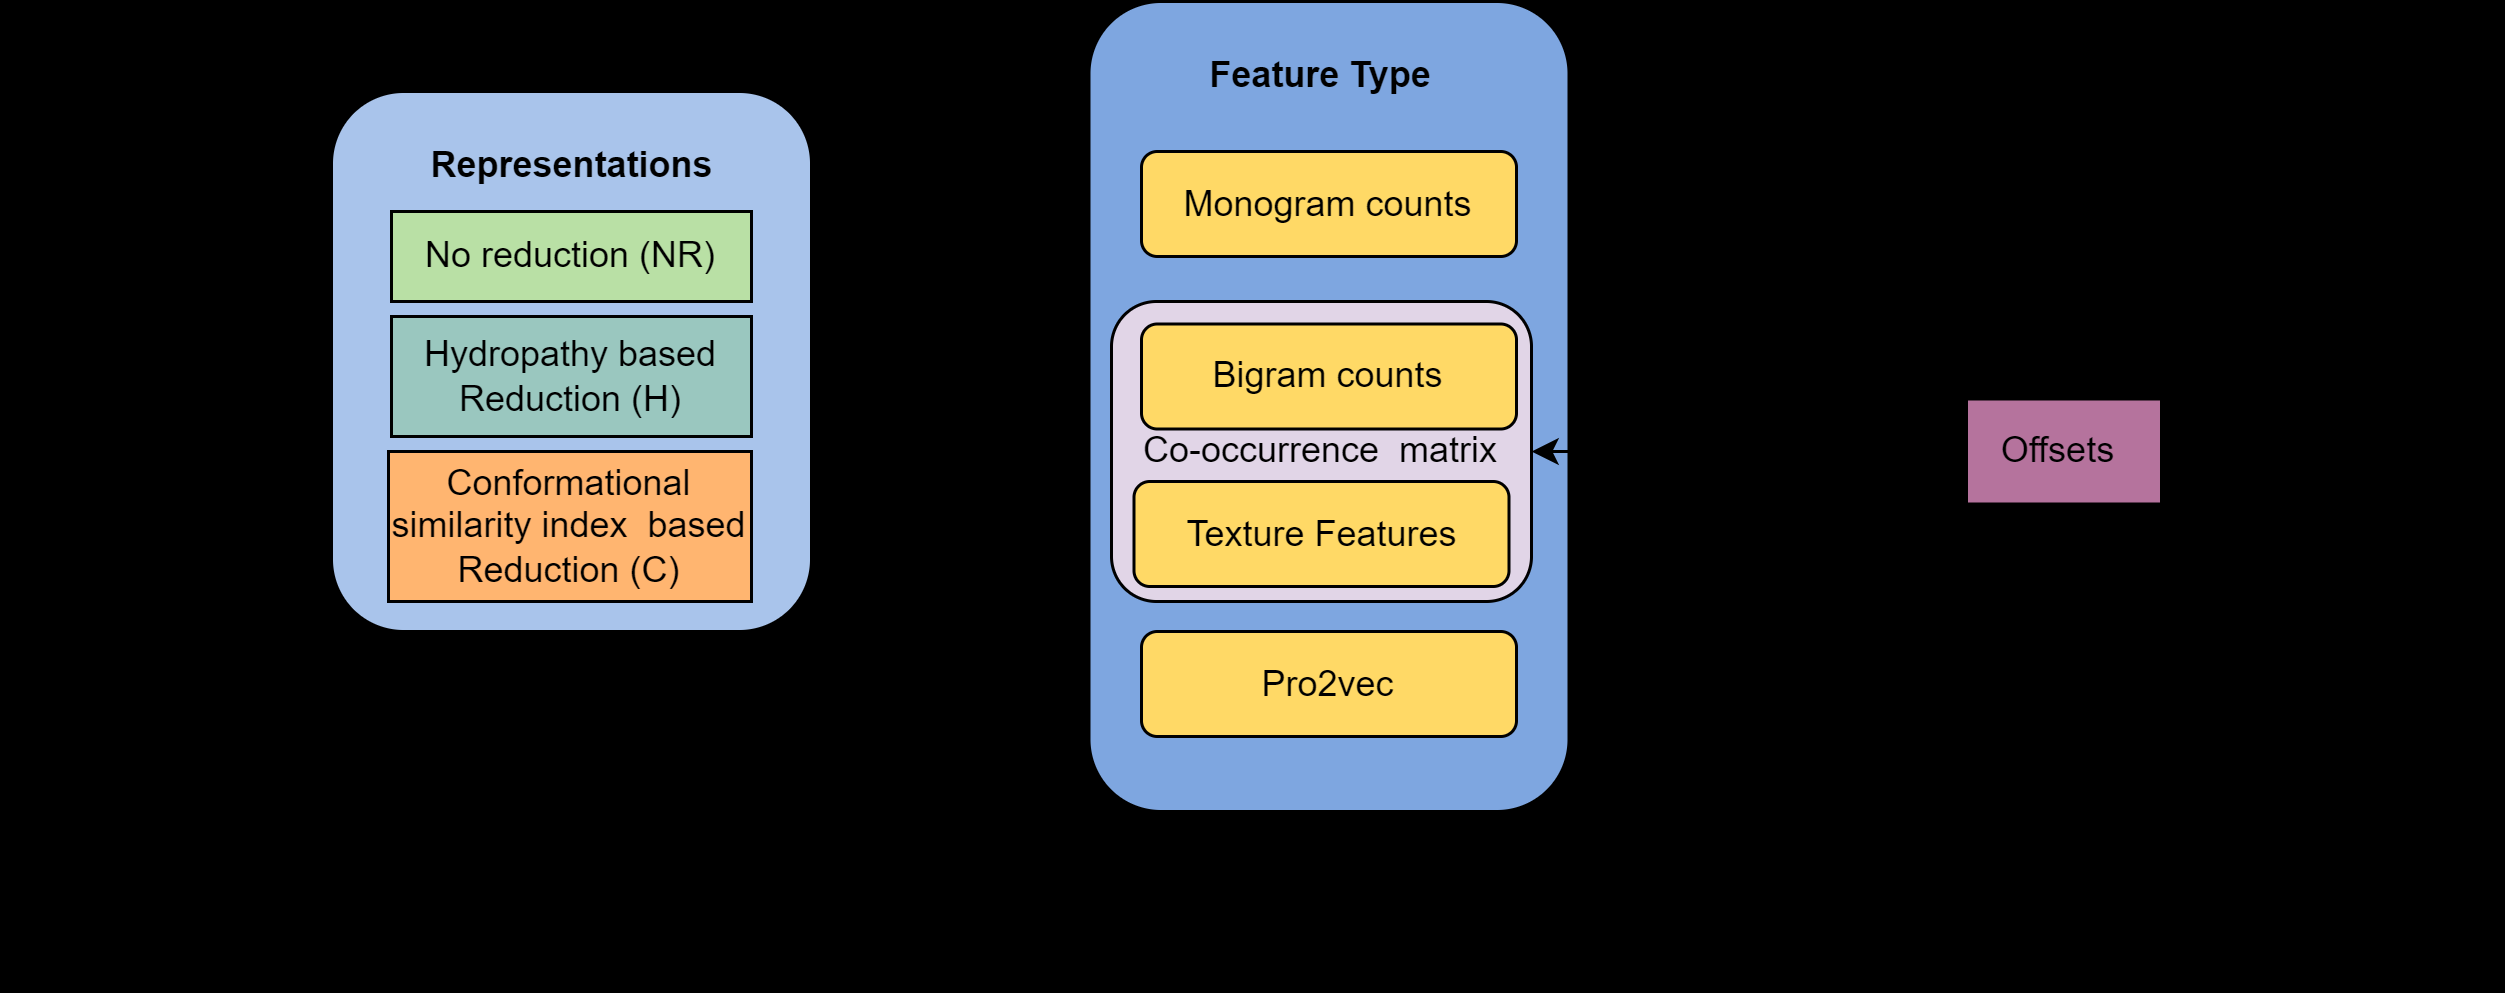 Representations
No reduction (NR)
Hydropathy based
Reduction (H)
Conformational
similarity index  based
Reduction (C)
Feature Type
Monogram counts
Bigram counts
Co-occurrence  matrix
Texture Features
Pro2vec
Offsets